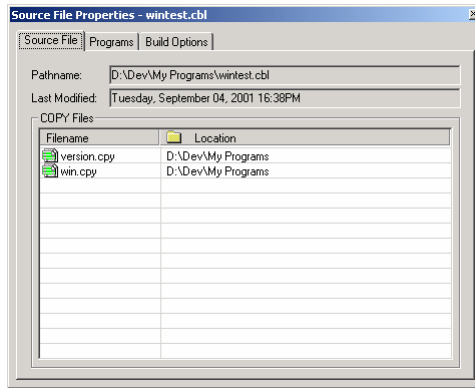 Source File Properties - wintest.cbl
Source File Programs Build Options
Pathname: D:\Dev\My Programs\wintest.cbl
Last Modified: Tuesday, September 04, 2001 16:38PM
COPY Files
Filename Location
version.cpy D:\Dev\My Programs
win.cpy D:\Dev\My Programs